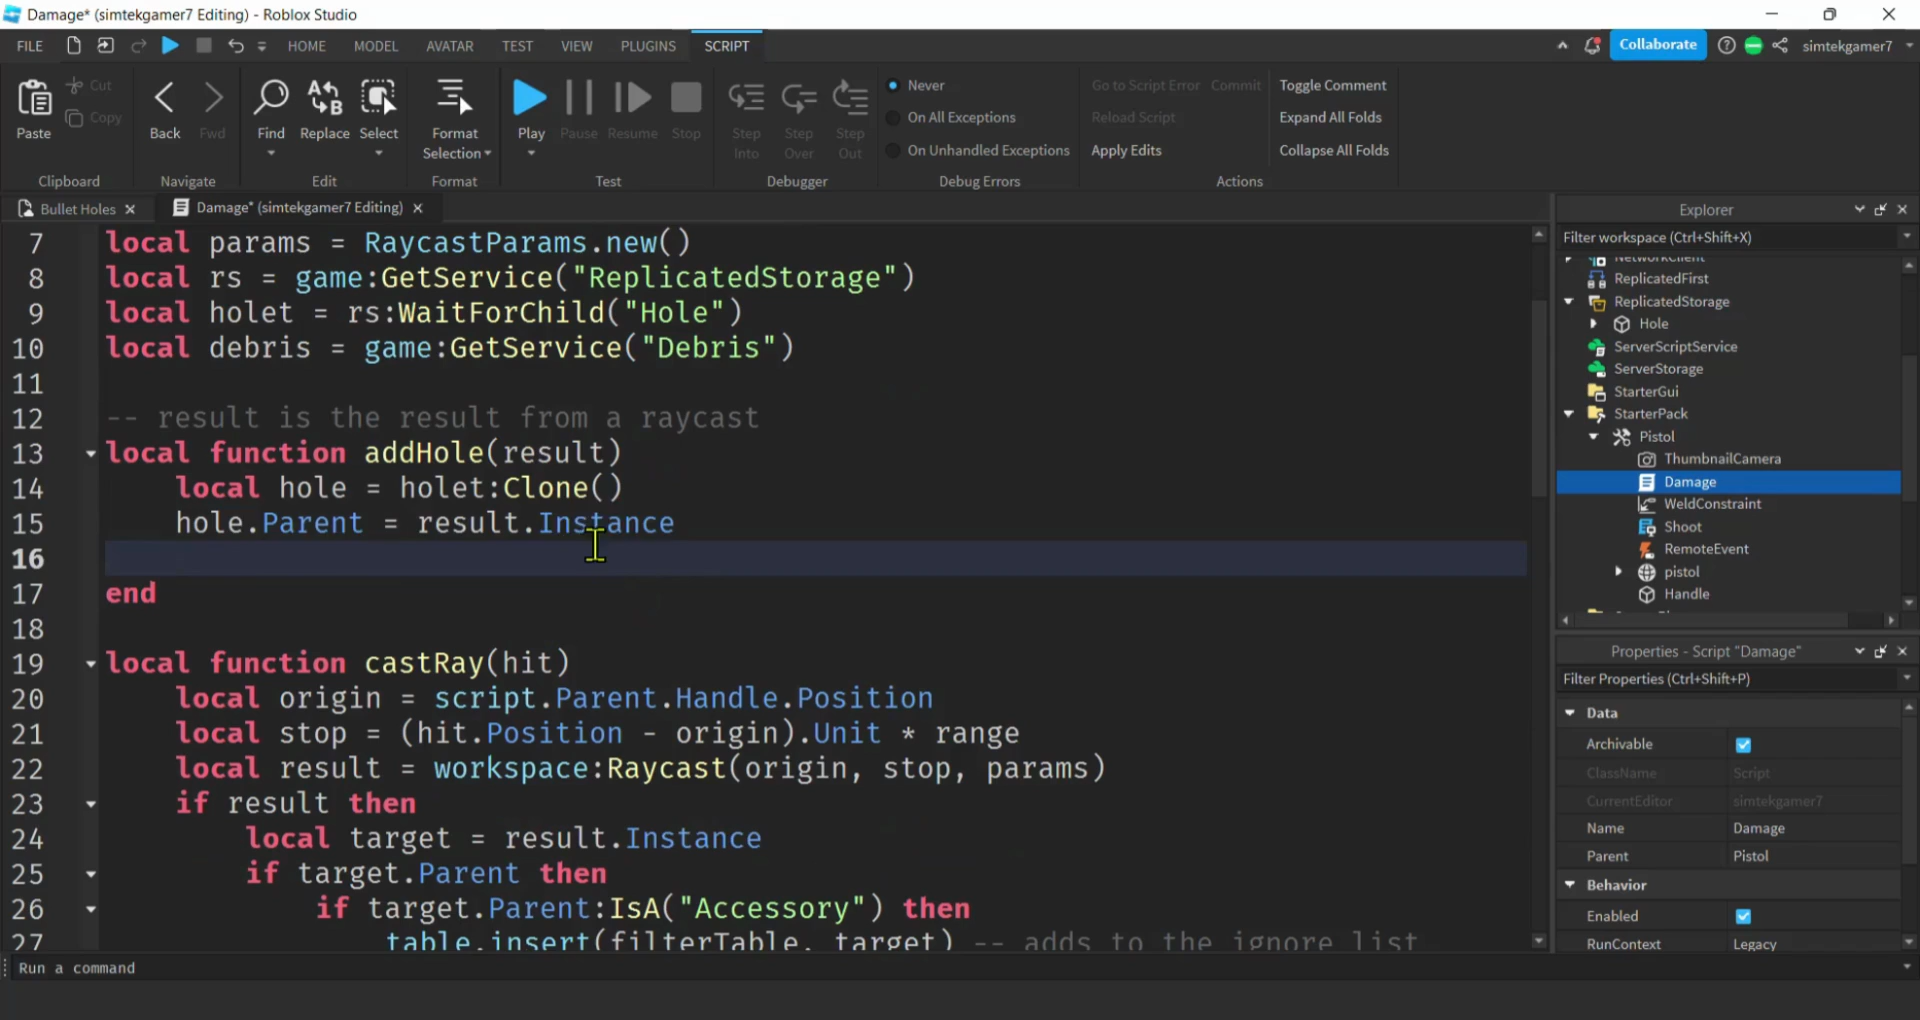 Damage* (simtekgamer7 Editing) - Roblox Studio
FILE HOME MODEL AVATAR TEST VIEW PLUGINS SCRIPT Collaborate simtekgamer7
Paste Cut Copy
Clipboard
Back Fwd
Navigate
Find Replace Select
Edit
Format Selection
Format
Play Pause Resume Stop
Test
Step Into Step Over Step Out
Debugger
Never
On All Exceptions
On Unhandled Exceptions
Debug Errors
Go to Script Error Commit
Reload Script
Apply Edits
Toggle Comment
Expand All Folds
Collapse All Folds
Actions
Bullet Holes Damage* (simtekgamer7 Editing)
7 local params = RaycastParams.new()
8 local rs = game:GetService("ReplicatedStorage")
9 local holet = rs:WaitForChild("Hole")
10 local debris = game:GetService("Debris")
11
12 -- result is the result from a raycast
13 local function addHole(result)
14 local hole = holet:Clone()
15 hole.Parent = result.Instance
16
17 end
18
19 local function castRay(hit)
20 local origin = script.Parent.Handle.Position
21 local stop = (hit.Position - origin).Unit * range
22 local result = workspace:Raycast(origin, stop, params)
23 if result then
24 local target = result.Instance
25 if target.Parent then
26 if target.Parent:IsA("Accessory") then
27 table.insert(filterTable, target) -- adds to the ignore list
Run a command
Explorer
Filter workspace (Ctrl+Shift+X)
NetworkClient
ReplicatedFirst
ReplicatedStorage
Hole
ServerScriptService
ServerStorage
StarterGui
StarterPack
Pistol
ThumbnailCamera
Damage
WeldConstraint
Shoot
RemoteEvent
pistol
Handle
Properties - Script "Damage"
Filter Properties (Ctrl+Shift+P)
Data
Archivable
ClassName Script
CurrentEditor simtekgamer7
Name Damage
Parent Pistol
Behavior
Enabled
RunContext Legacy